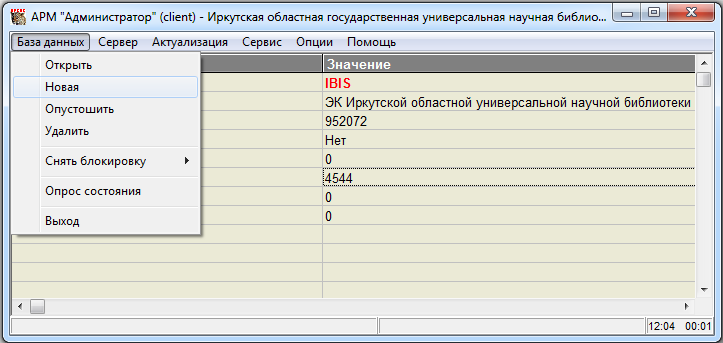 АРМ "Администратор" (client) - Иркутская областная государственная универсальная научная библио...
База данных Сервер Актуализация Сервис Опции Помощь
Открыть
Новая
Опустошить
Удалить
Снять блокировку
Опрос состояния
Выход
Значение
IBIS
ЭК Иркутской областной универсальной научной библиотеки
952072
Нет
0
4544
0
0
12:04 00:01